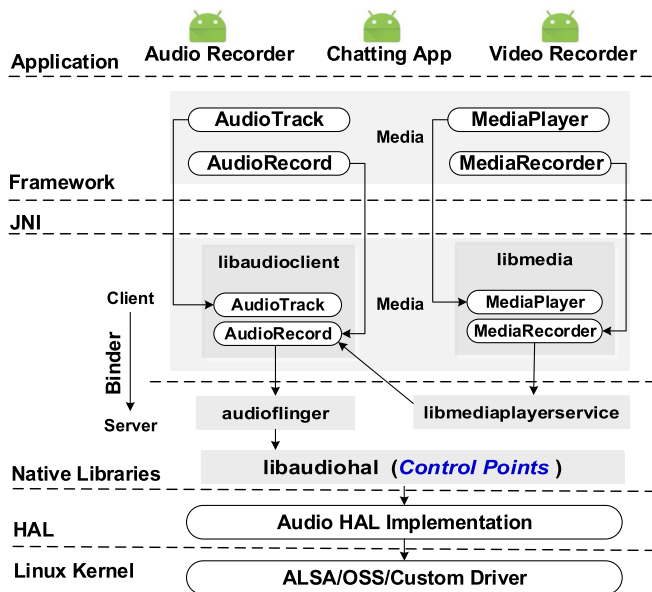 Application
Audio Recorder
Chatting App
Video Recorder
AudioTrack
Media
MediaPlayer
AudioRecord
MediaRecorder
Framework
JNI
libaudioclient
libmedia
Client
AudioTrack
Media
MediaPlayer
AudioRecord
MediaRecorder
Binder
Server
audioflinger
libmediaplayerservice
Native Libraries
libaudiohal (Control Points )
HAL
Audio HAL Implementation
Linux Kernel
ALSA/OSS/Custom Driver